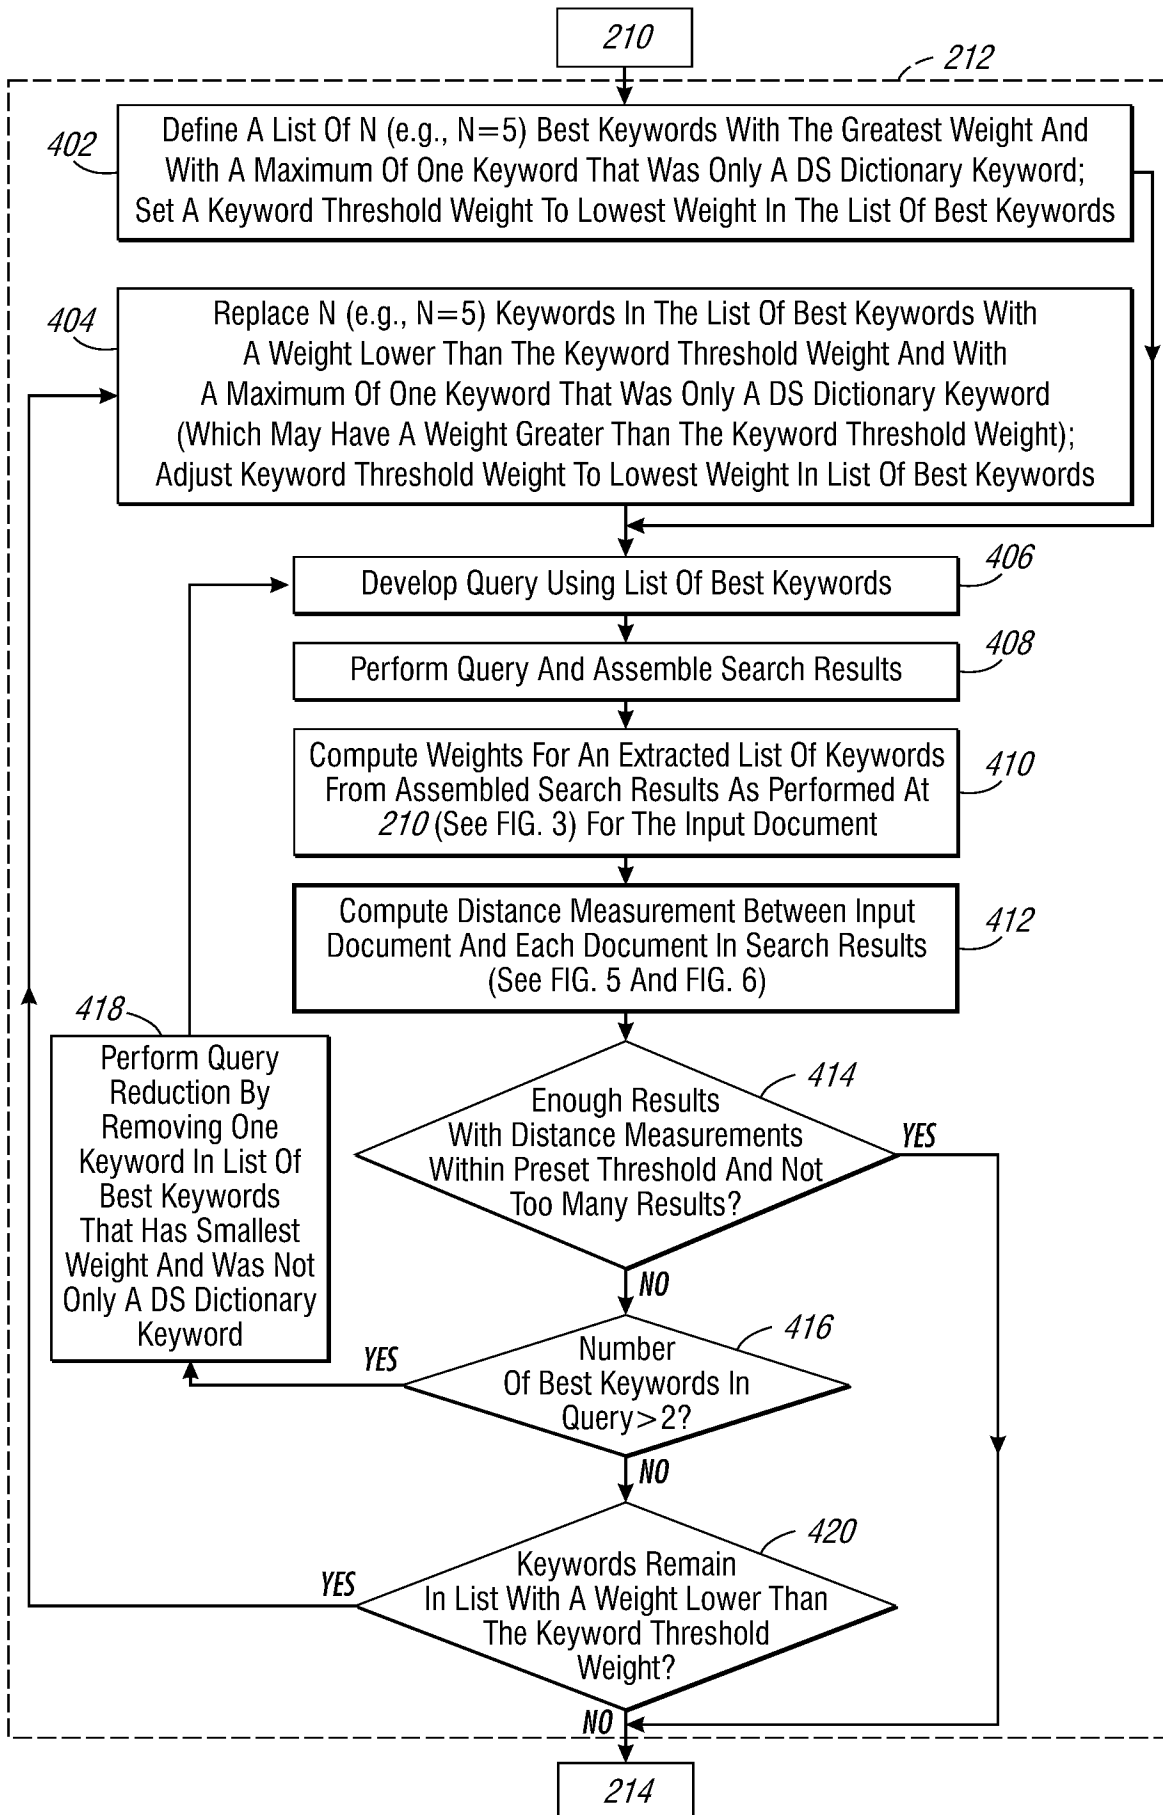 210
212
402
Define A List Of N (e.g., N=5) Best Keywords With The Greatest Weight And
With A Maximum Of One Keyword That Was Only A DS Dictionary Keyword;
Set A Keyword Threshold Weight To Lowest Weight In The List Of Best Keywords
404
Replace N (e.g., N=5) Keywords In The List Of Best Keywords With
A Weight Lower Than The Keyword Threshold Weight And With
A Maximum Of One Keyword That Was Only A DS Dictionary Keyword
(Which May Have A Weight Greater Than The Keyword Threshold Weight);
Adjust Keyword Threshold Weight To Lowest Weight In List Of Best Keywords
406
Develop Query Using List Of Best Keywords
408
Perform Query And Assemble Search Results
410
Compute Weights For An Extracted List Of Keywords
From Assembled Search Results As Performed At
210 (See FIG. 3) For The Input Document
412
Compute Distance Measurement Between Input
Document And Each Document In Search Results
(See FIG. 5 And FIG. 6)
414
Enough Results
With Distance Measurements
Within Preset Threshold And Not
Too Many Results?
YES
NO
418
Perform Query
Reduction By
Removing One
Keyword In List Of
Best Keywords
That Has Smallest
Weight And Was Not
Only A DS Dictionary
Keyword
416
Number
Of Best Keywords In
Query>2?
YES
NO
420
Keywords Remain
In List With A Weight Lower Than
The Keyword Threshold
Weight?
YES
NO
214